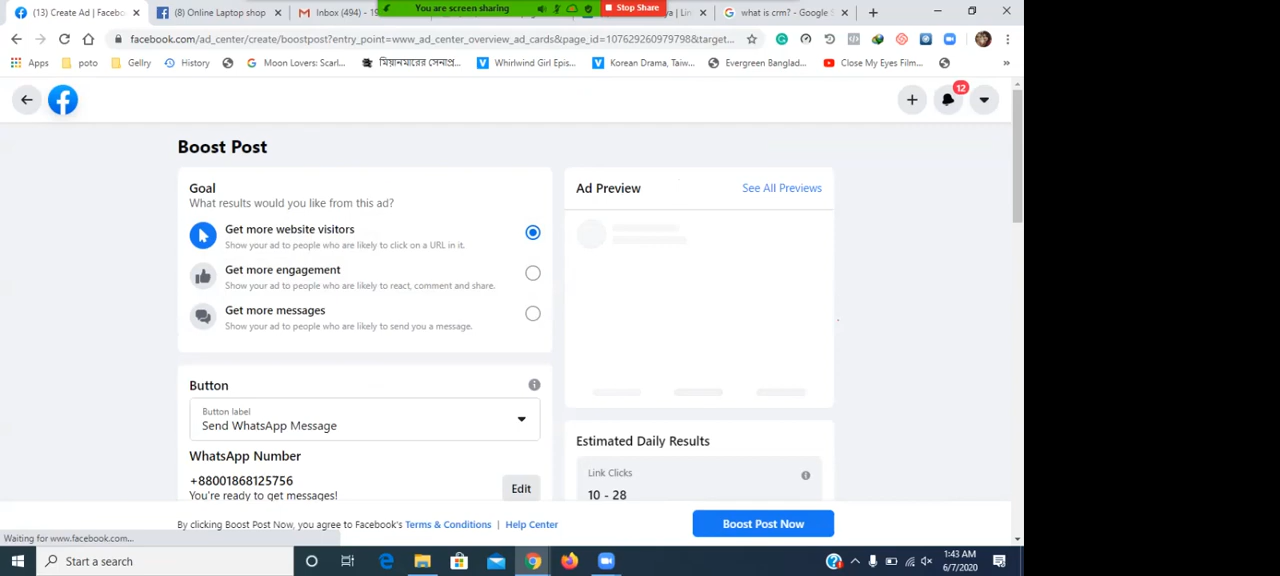 (13) Create Ad | Facebo
(8) Online Laptop shop
Inbox (494) - 19
You are screen sharing
Stop Share
ya | Lin
what is crm? - Google S
facebook.com/ad_center/create/boostpost?entry_point=www_ad_center_overview_ad_cards&page_id=107629260979798&target...
Apps
poto
Gellry
History
Moon Lovers: Scarl...
মিয়ানমারের সেনাপ্র...
Whirlwind Girl Epis...
Korean Drama, Taiw...
Evergreen Banglad...
Close My Eyes Film...
»
12
Boost Post
Goal
What results would you like from this ad?
Get more website visitors
Show your ad to people who are likely to click on a URL in it.
Get more engagement
Show your ad to people who are likely to react, comment and share.
Get more messages
Show your ad to people who are likely to send you a message.
Ad Preview
See All Previews
Button
Button label
Send WhatsApp Message
WhatsApp Number
+88001868125756
You're ready to get messages!
Edit
Estimated Daily Results
Link Clicks
10 - 28
By clicking Boost Post Now, you agree to Facebook's Terms & Conditions | Help Center
Boost Post Now
Waiting for www.facebook.com...
Start a search
1:43 AM
6/7/2020